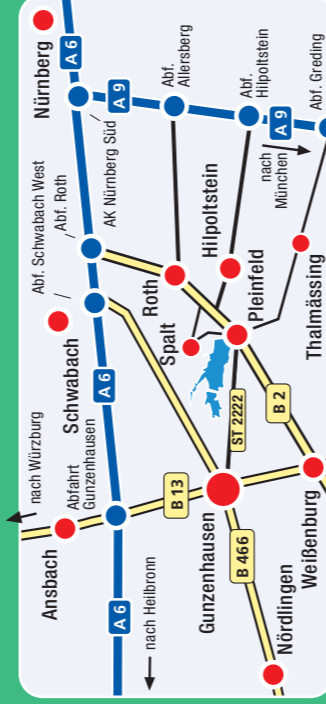 nach Würzburg
Ansbach
Abfahrt
Gunzenhausen
A 6
nach Heilbronn
Abf. Schwabach West
Schwabach
A 6
Abf. Roth
AK Nürnberg Süd
Nürnberg
A 6
A 9
Abf.
Allersberg
Abf.
Hilpoltstein
A 9
Abf. Greding
nach
München
Roth
Spalt
Hilpoltstein
Pleinfeld
Thalmässing
B 13
ST 2222
B 2
Gunzenhausen
B 466
Nördlingen
Weißenburg